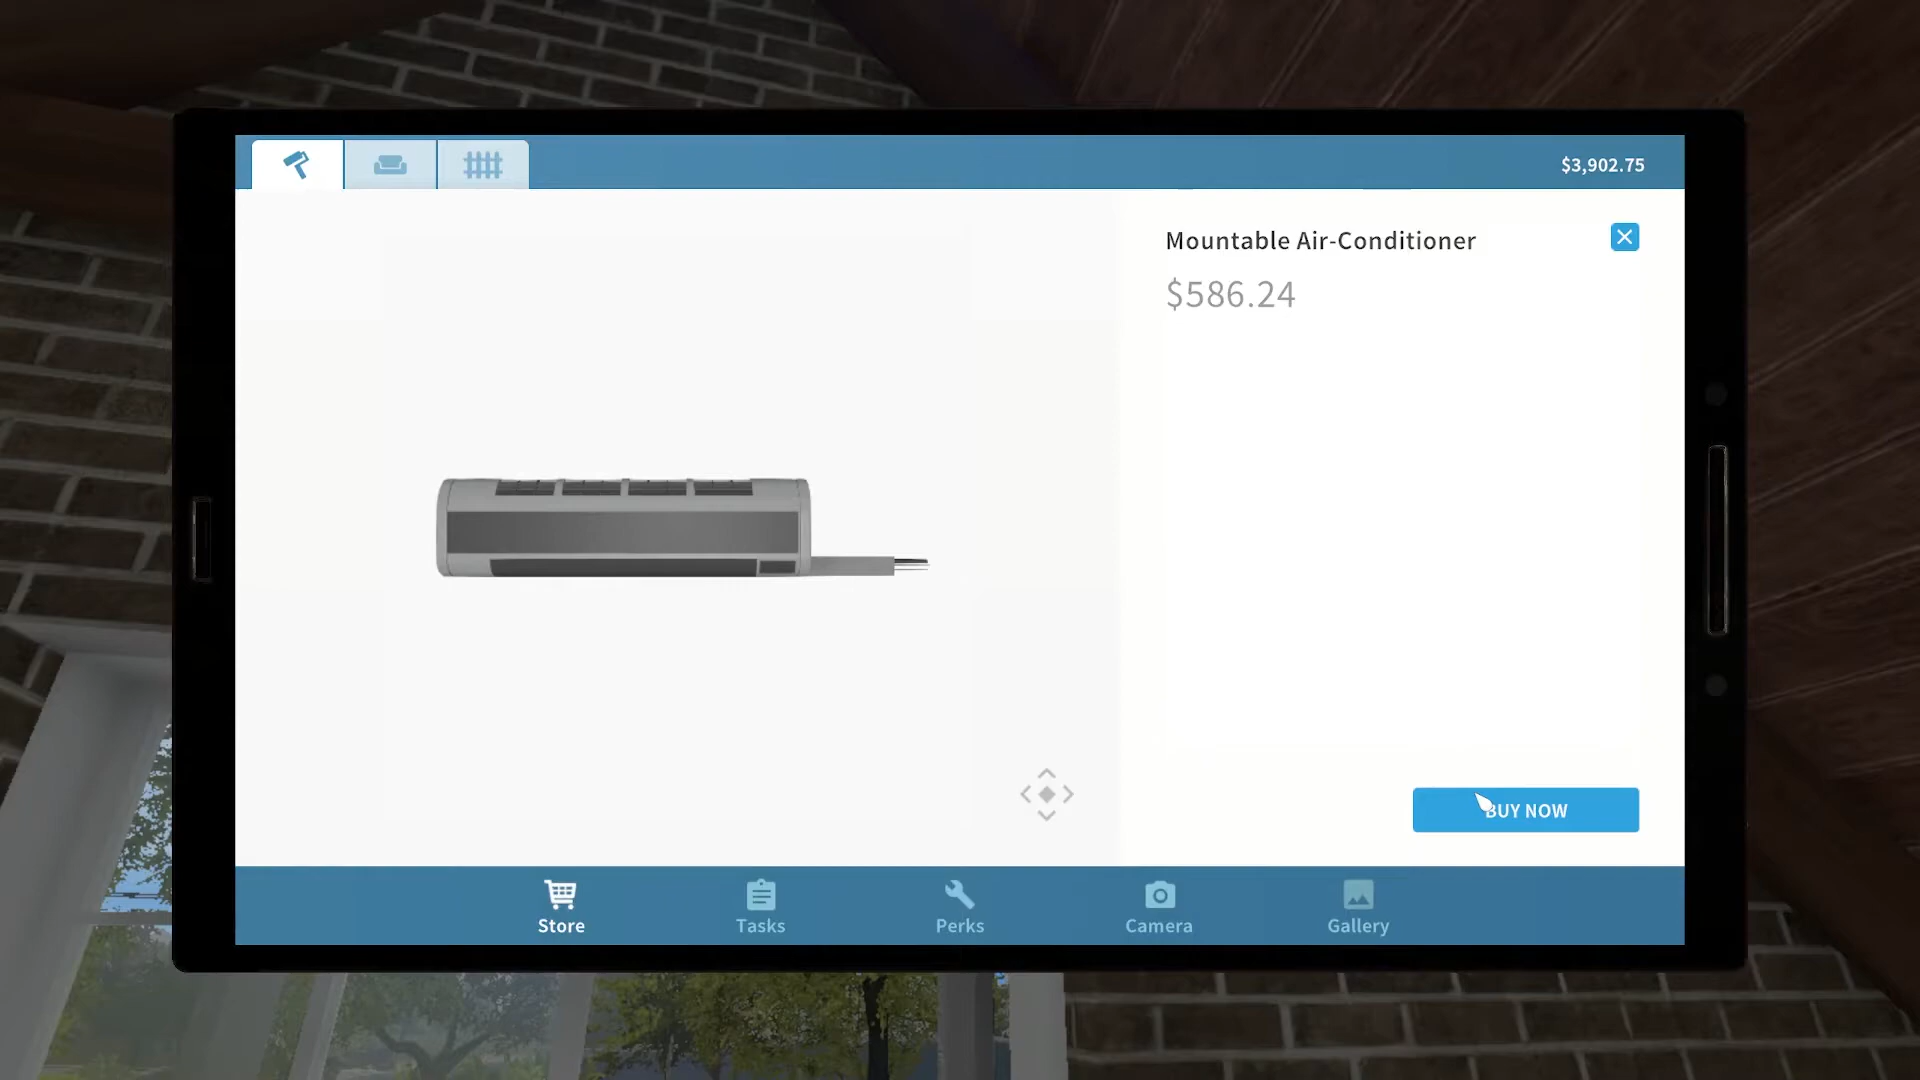 $3,902.75
Mountable Air-Conditioner
$586.24
BUY NOW
Store
Tasks
Perks
Camera
Gallery